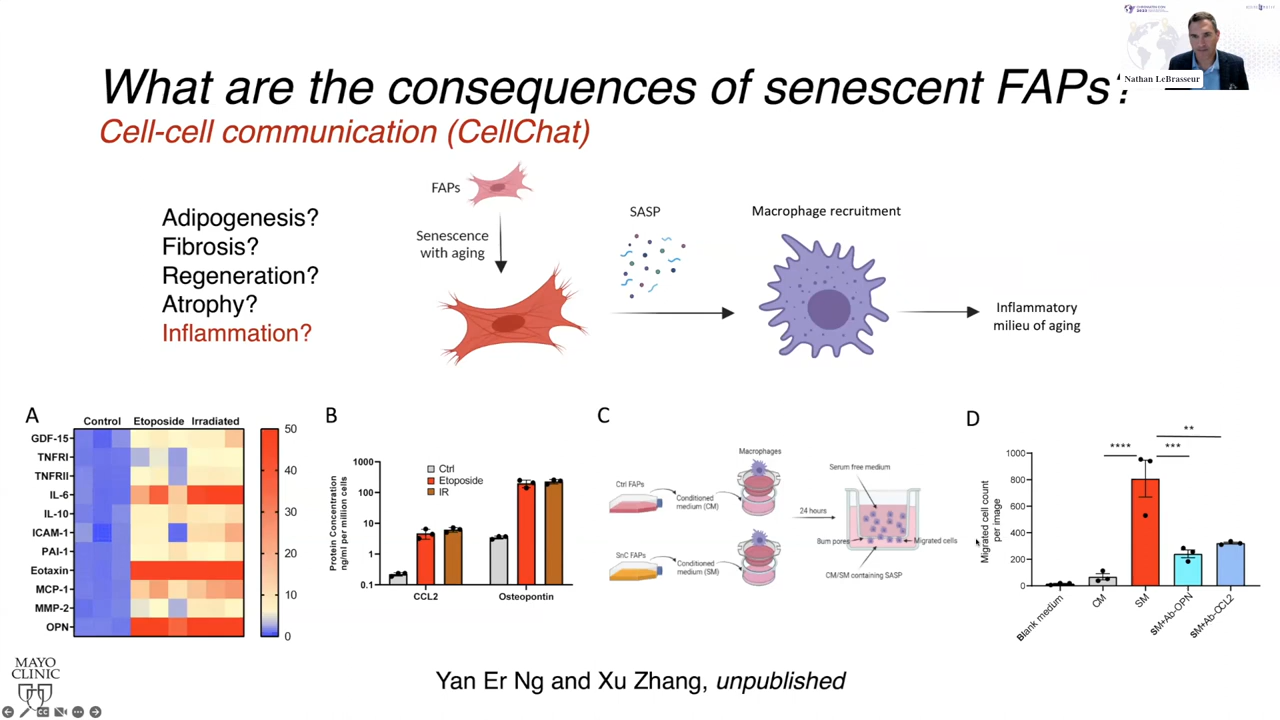 Nathan LeBrasseur
What are the consequences of senescent FAPs?
Cell-cell communication (CellChat)
Adipogenesis?
Fibrosis?
Regeneration?
Atrophy?
Inflammation?
FAPs
Senescence
with aging
SASP
Macrophage recruitment
Inflammatory
milieu of aging
A
Control Etoposide Irradiated
GDF-15
TNFRI
TNFRII
IL-6
IL-10
ICAM-1
PAI-1
Eotaxin
MCP-1
MMP-2
OPN
50
40
30
20
10
0
B
Protein Concentration
ng/ml per million cells
1000
100
10
1
0.1
Ctrl
Etoposide
IR
CCL2 Osteopontin
C
Macrophages
Ctrl FAPs
Conditioned
medium (CM)
SnC FAPs
Conditioned
medium (SM)
24 hours
Serum free medium
8um pores
Migrated cells
CM/SM containing SASP
D
Migrated cell count
per image
1000
800
600
400
200
0
**
**** ***
Blank medium
CM
SM
SM+Ab-OPN
SM+Ab-CCL2
MAYO
CLINIC
Yan Er Ng and Xu Zhang, unpublished